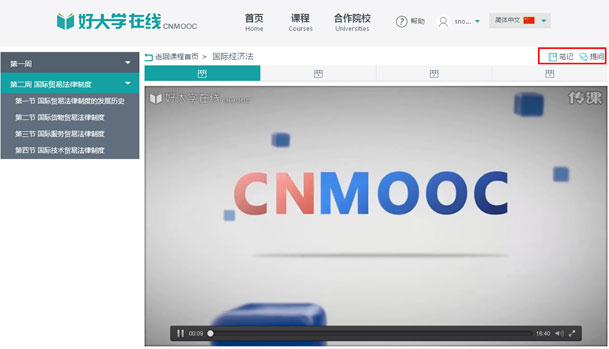 好大学在线 CNMOOC
首页 课程 合作院校 帮助 sno... 简体中文
Home Courses Universities
第一周
第二周 国际贸易法律制度
第一节 国际贸易法律制度的发展历史
第二节 国际货物贸易法律制度
第三节 国际服务贸易法律制度
第四节 国际技术贸易法律制度
返回课程首页 > 国际经济法 笔记 提问
好大学在线 CNMOOC 传课
CNMOOC
00:09 16:40